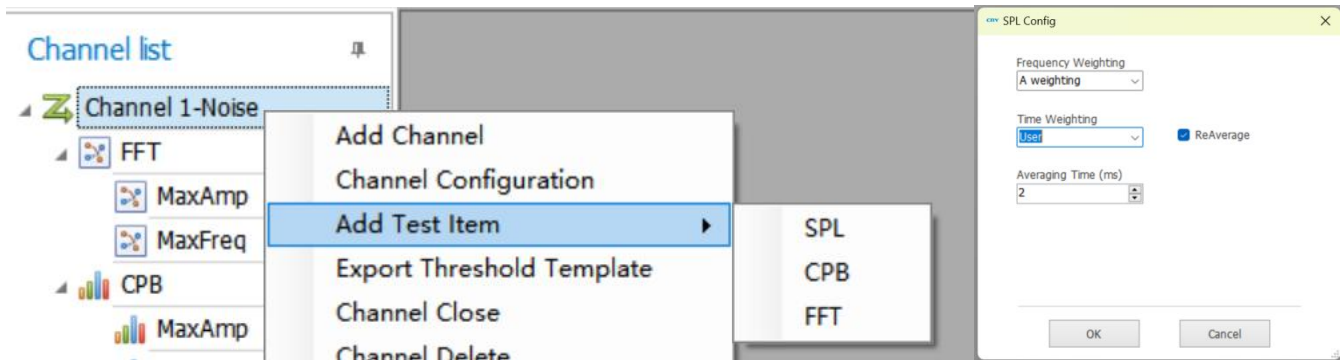 Channel list
Channel 1-Noise
FFT
MaxAmp
MaxFreq
CPB
MaxAmp
Add Channel
Channel Configuration
Add Test Item
Export Threshold Template
Channel Close
Channel Delete
SPL
CPB
FFT
SPL Config
Frequency Weighting
A weighting
Time Weighting
User
ReAverage
Averaging Time (ms)
2
OK
Cancel